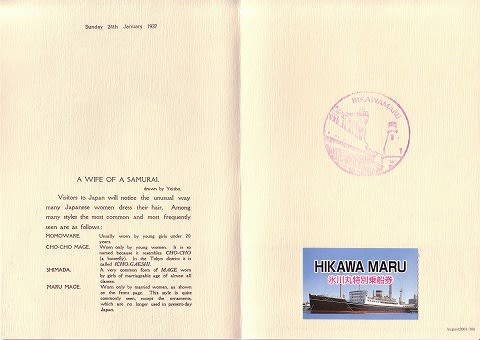 Sunday 24th January 1937
A WIFE OF A SAMURAI.
drawn by Yeisho.
Visitors to Japan will notice the unusual way
many Japanese women dress their hair. Among
many styles the most common and most frequently
seen are as follows:
MOMOWARE. Usually worn by young girls under 20
years.
CHO-CHO MAGE. Worn only by young women. It is so
named because it resembles CHO-CHO
(a butterfly). In the Tokyo district it is
called ICHO-GAESHI.
SHIMADA. A very common form of MAGE worn
by girls of marriageable age of almost all
classes.
MARU MAGE. Worn only by married women, as shown
on the front page. This style is quite
commonly seen, except the ornaments,
which are no longer used in present-day
Japan.
HIKAWAMARU
HIKAWA MARU
氷川丸特別乗船券